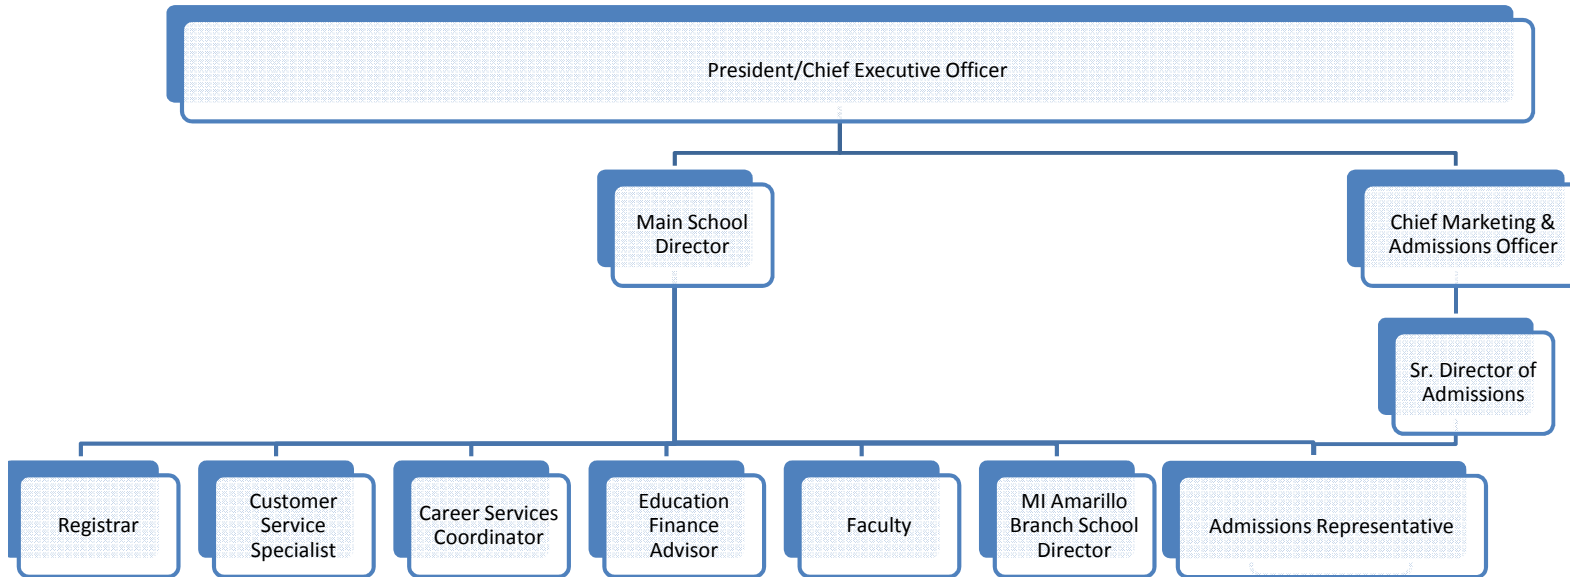 President/Chief Executive Officer
Main School
Director
Chief Marketing &
Admissions Officer
Sr. Director of
Admissions
Registrar
Customer
Service
Specialist
Career Services
Coordinator
Education
Finance
Advisor
Faculty
MI Amarillo
Branch School
Director
Admissions Representative